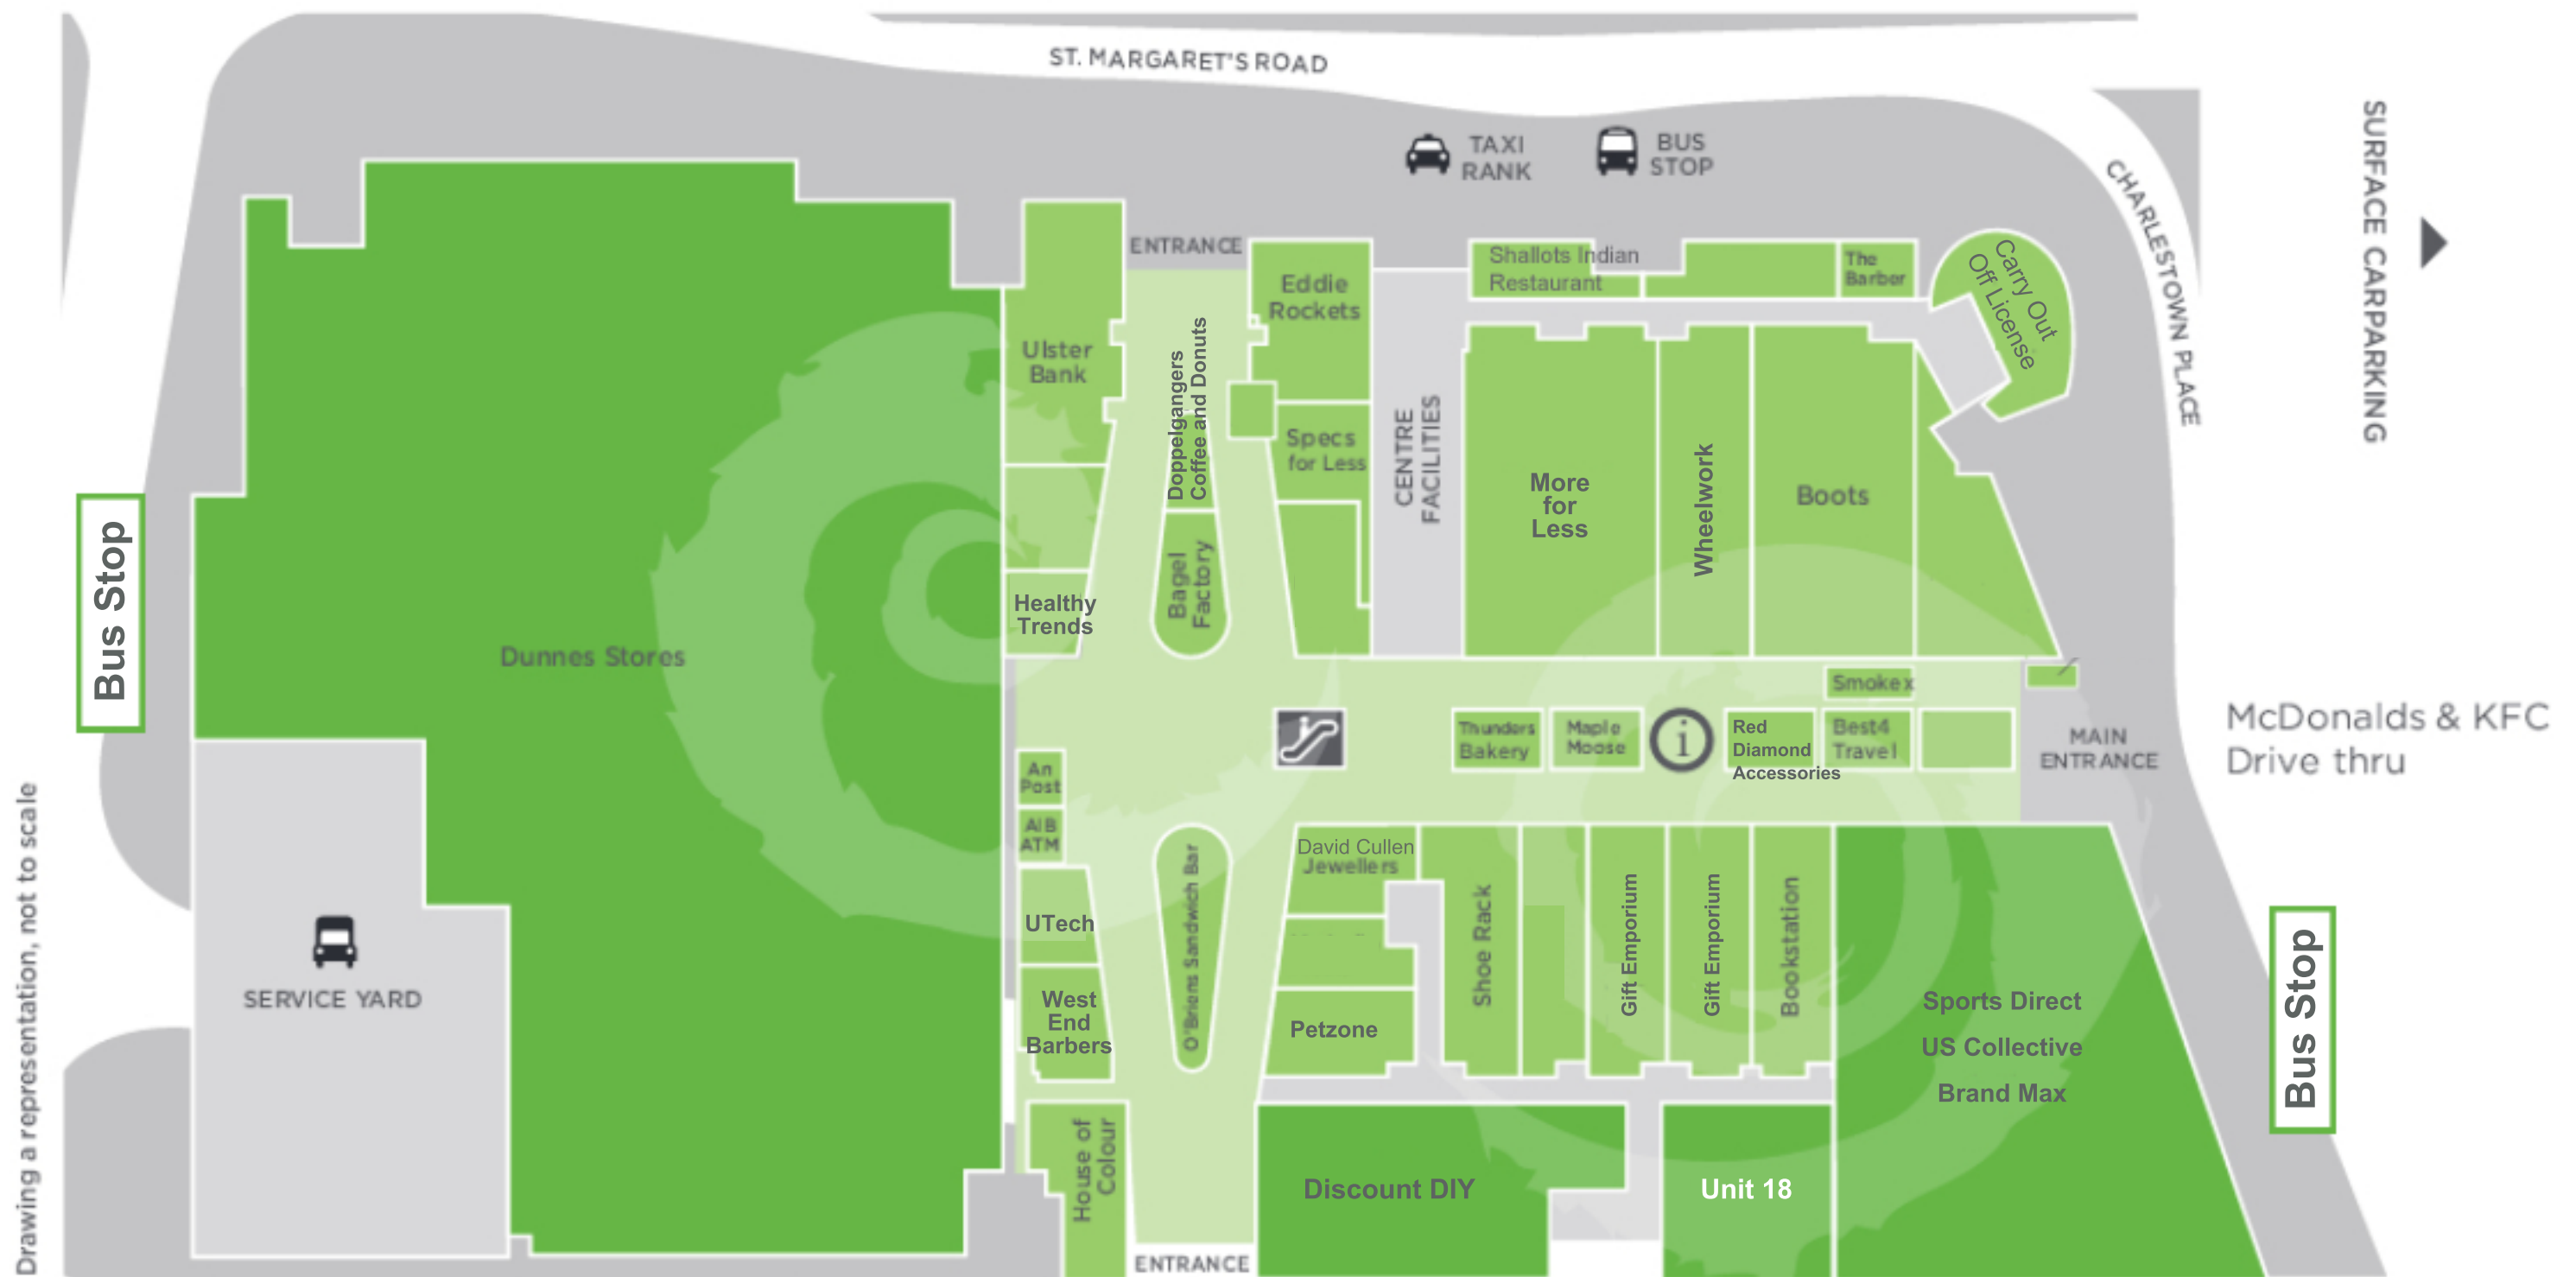 ST. MARGARET'S ROAD
TAXI
RANK
BUS
STOP
CHARLESTOWN PLACE
SURFACE CARPARKING
ENTRANCE
Eddie
Rockets
Shallots Indian
Restaurant
The
Barber
Carry Out
Off License
Ulster
Bank
Doppelgangers
Coffee and Donuts
Specs
for Less
CENTRE
FACILITIES
More
for
Less
Wheelwork
Boots
Bus Stop
Bagel
Factory
Healthy
Trends
Dunnes Stores
Smokex
Thunders
Bakery
Maple
Moose
i
Red
Diamond
Accessories
Best4
Travel
MAIN
ENTRANCE
McDonalds & KFC
Drive thru
An
Post
AIB
ATM
David Cullen
Jewellers
UTech
O'Briens Sandwich Bar
Shoe Rack
Gift Emporium
Gift Emporium
Bookstation
SERVICE YARD
West
End
Barbers
Petzone
Sports Direct
US Collective
Brand Max
Bus Stop
House of
Colour
Discount DIY
Unit 18
ENTRANCE
Drawing a representation, not to scale